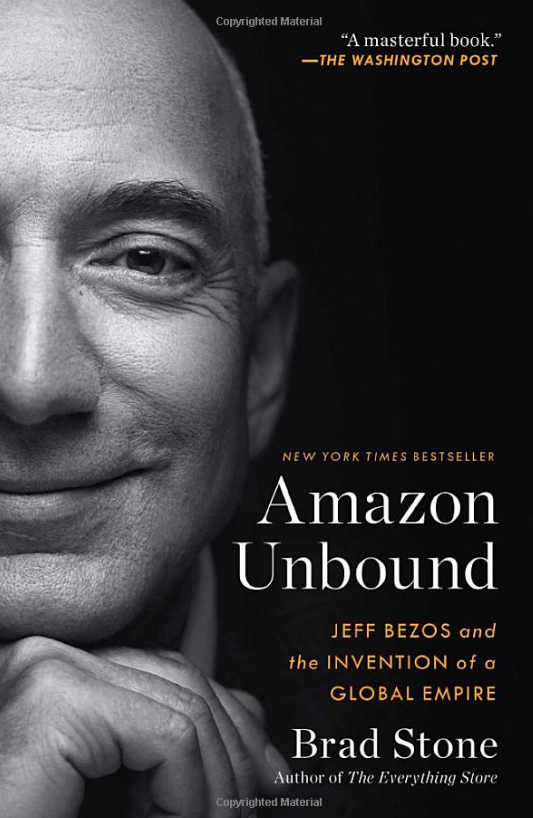 Copyrighted Material
“A masterful book.”
—THE WASHINGTON POST
NEW YORK TIMES BESTSELLER
Amazon
Unbound
JEFF BEZOS and
the INVENTION of a
GLOBAL EMPIRE
Brad Stone
Author of The Everything Store
Copyrighted Material